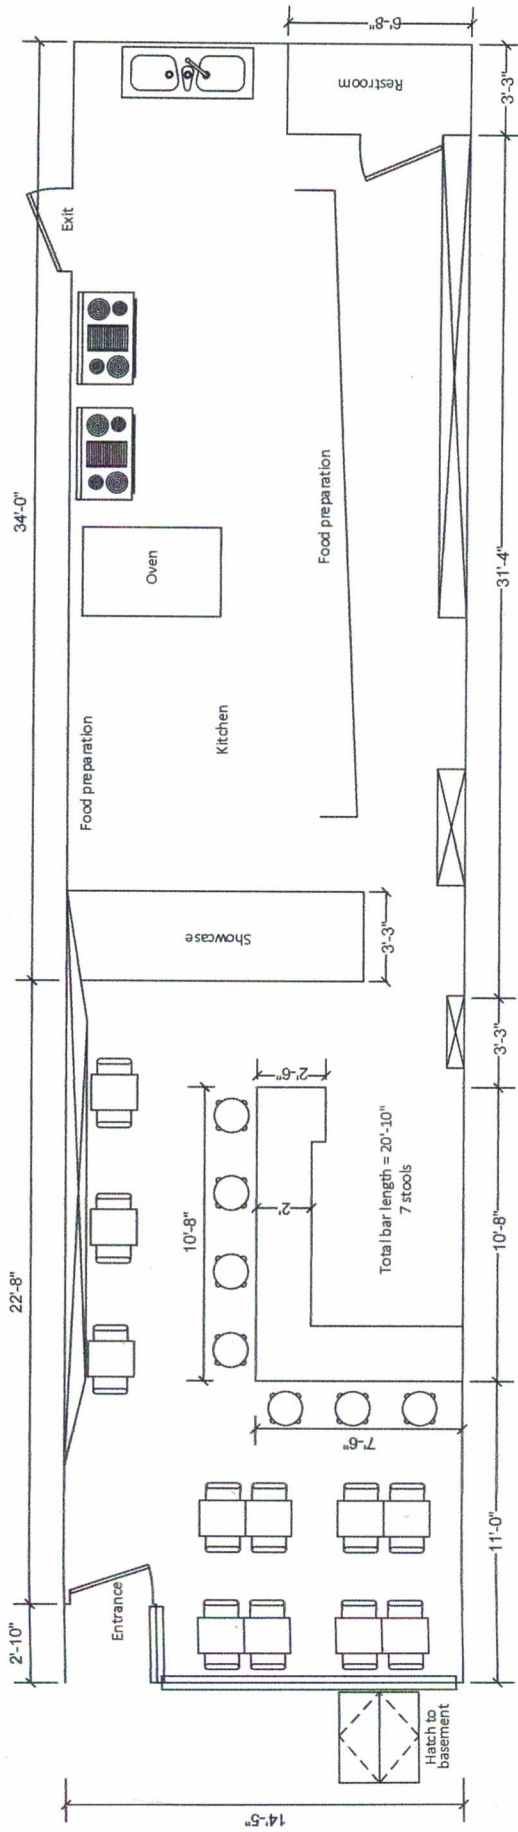 2'-10"
22'-8"
34'-0"
14'-5"
Entrance
Exit
Food preparation
Oven
Kitchen
Showcase
3'-3"
Food preparation
Restroom
6'-8"
3'-3"
10'-8"
2'-6"
2'
Total bar length = 20'-10"
7 stools
7'-6"
Hatch to
basement
11'-0"
10'-8"
3'-3"
31'-4"